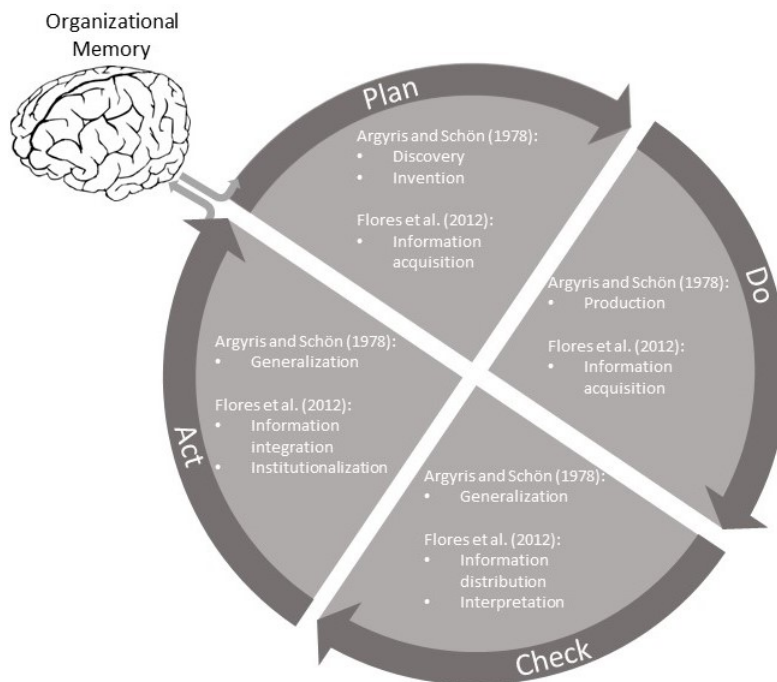 Organizational
Memory
Plan
Argyris and Schön (1978):
• Discovery
• Invention
Flores et al. (2012):
• Information
acquisition
Do
Argyris and Schön (1978):
• Production
Flores et al. (2012):
• Information
acquisition
Check
Argyris and Schön (1978):
• Generalization
Flores et al. (2012):
• Information
distribution
• Interpretation
Act
Argyris and Schön (1978):
• Generalization
Flores et al. (2012):
• Information
integration
• Institutionalization